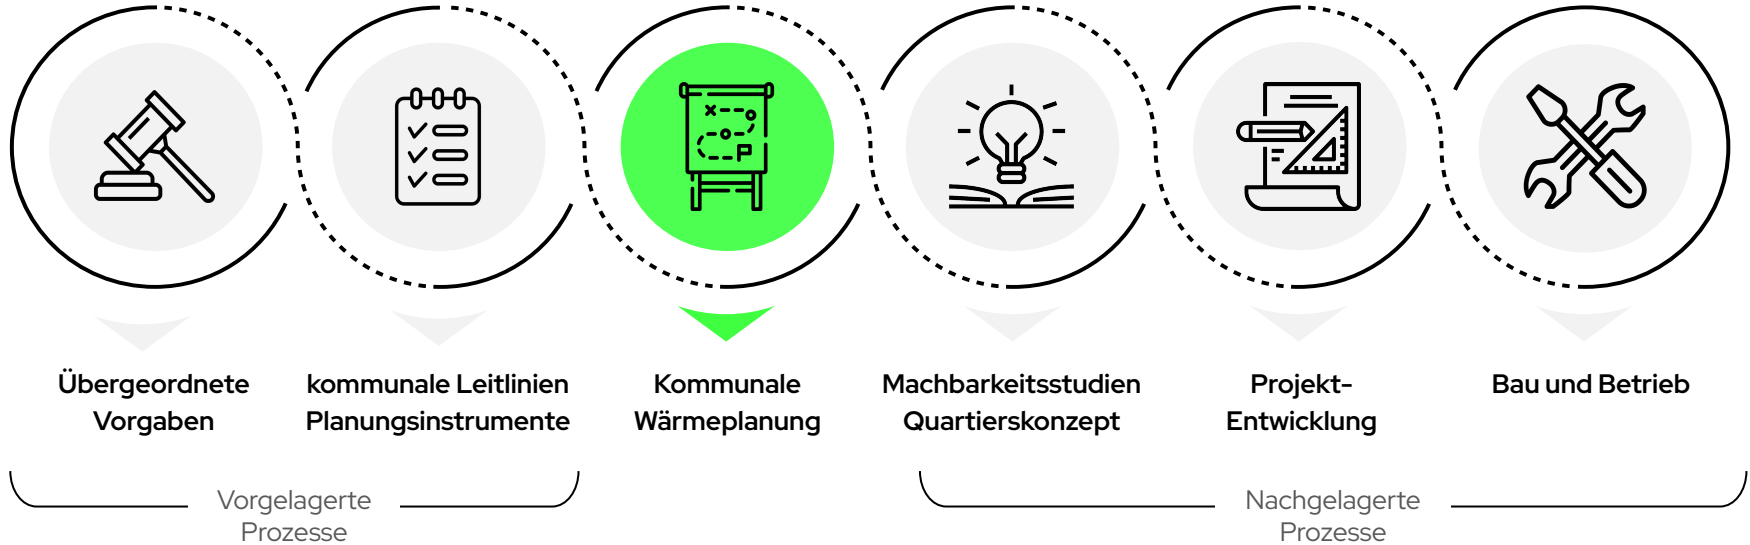 Übergeordnete
Vorgaben
kommunale Leitlinien
Planungsinstrumente
Kommunale
Wärmeplanung
Machbarkeitsstudien
Quartierskonzept
Projekt-
Entwicklung
Bau und Betrieb
Vorgelagerte
Prozesse
Nachgelagerte
Prozesse